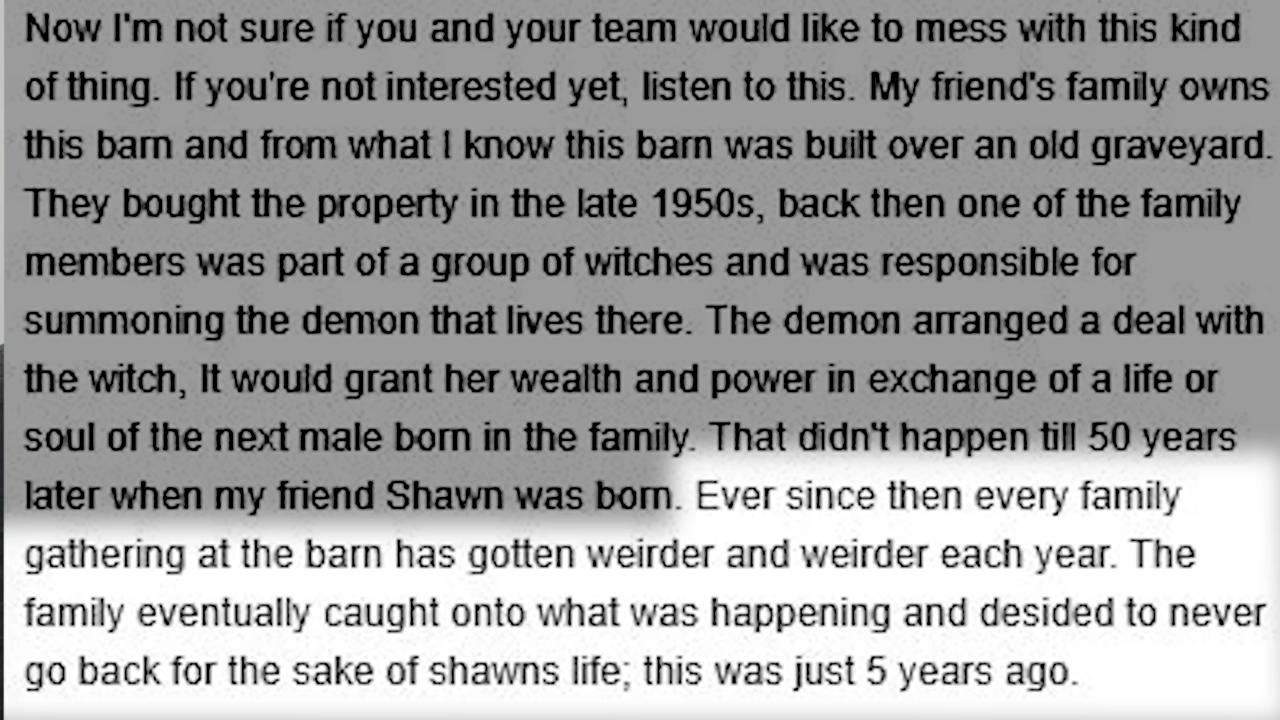 Now I'm not sure if you and your team would like to mess with this kind
of thing. If you're not interested yet, listen to this. My friend's family owns
this barn and from what I know this barn was built over an old graveyard.
They bought the property in the late 1950s, back then one of the family
members was part of a group of witches and was responsible for
summoning the demon that lives there. The demon arranged a deal with
the witch, It would grant her wealth and power in exchange of a life or
soul of the next male born in the family. That didn't happen till 50 years
later when my friend Shawn was born. Ever since then every family
gathering at the barn has gotten weirder and weirder each year. The
family eventually caught onto what was happening and desided to never
go back for the sake of shawns life; this was just 5 years ago.